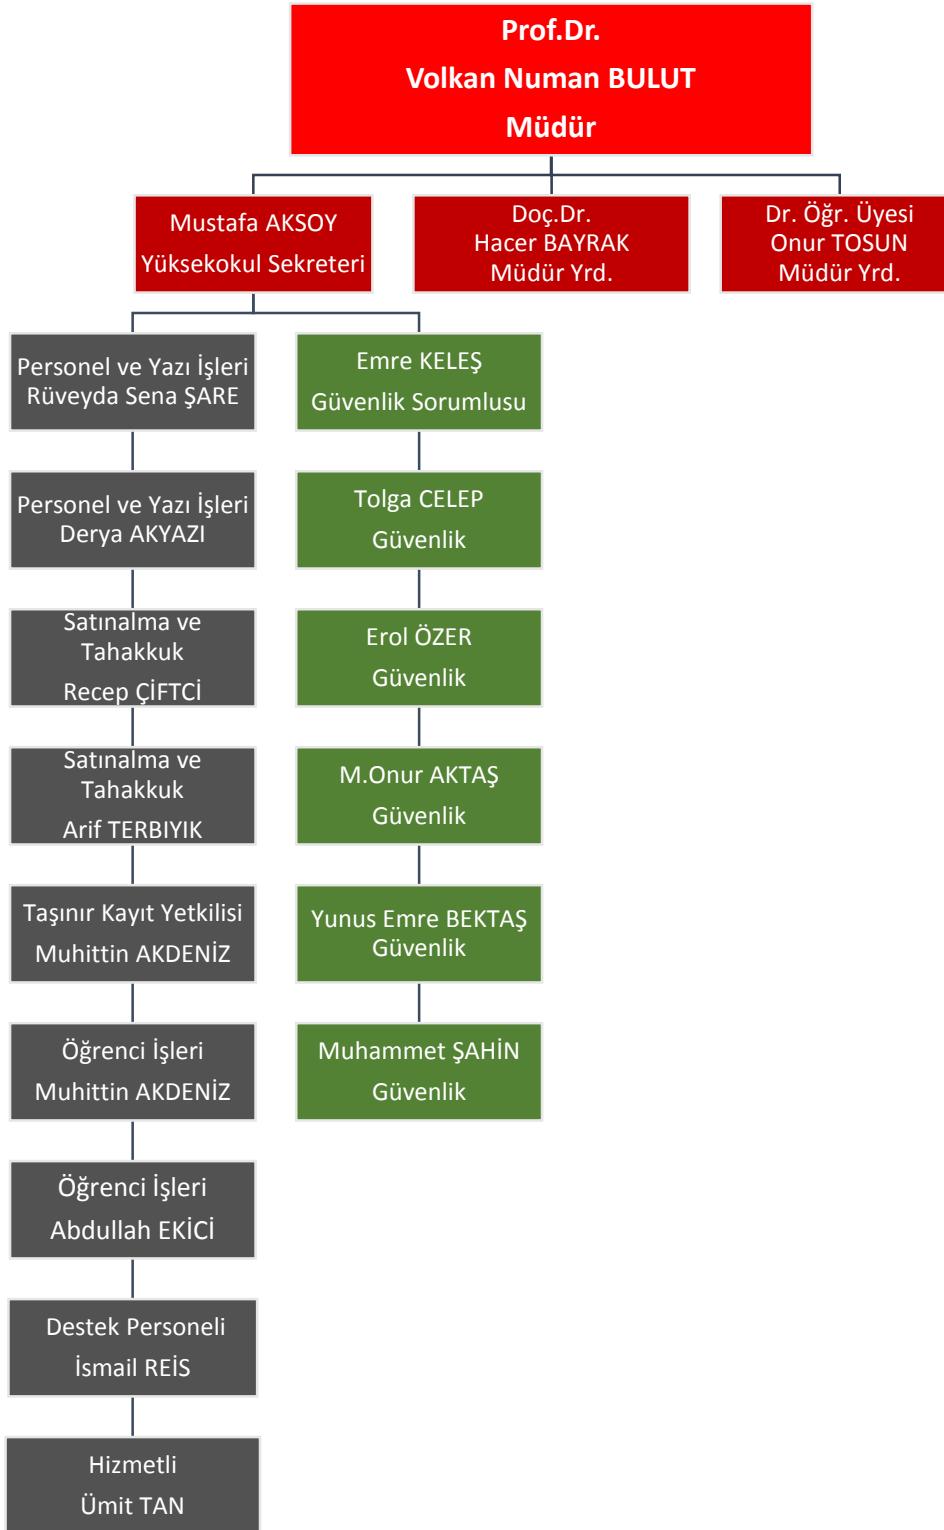 Prof.Dr.
Volkan Numan BULUT
Müdür
Mustafa AKSOY
Yüksekokul Sekreteri
Doç.Dr.
Hacer BAYRAK
Müdür Yrd.
Dr. Öğr. Üyesi
Onur TOSUN
Müdür Yrd.
Personel ve Yazı İşleri
Rüveyda Sena ŞARE
Personel ve Yazı İşleri
Derya AKYAZI
Satınalma ve
Tahakkuk
Recep ÇİFTCİ
Satınalma ve
Tahakkuk
Arif TERBIYIK
Taşınır Kayıt Yetkilisi
Muhittin AKDENİZ
Öğrenci İşleri
Muhittin AKDENİZ
Öğrenci İşleri
Abdullah EKİCİ
Destek Personeli
İsmail REİS
Hizmetli
Ümit TAN
Emre KELEŞ
Güvenlik Sorumlusu
Tolga CELEP
Güvenlik
Erol ÖZER
Güvenlik
M.Onur AKTAŞ
Güvenlik
Yunus Emre BEKTAŞ
Güvenlik
Muhammet ŞAHİN
Güvenlik